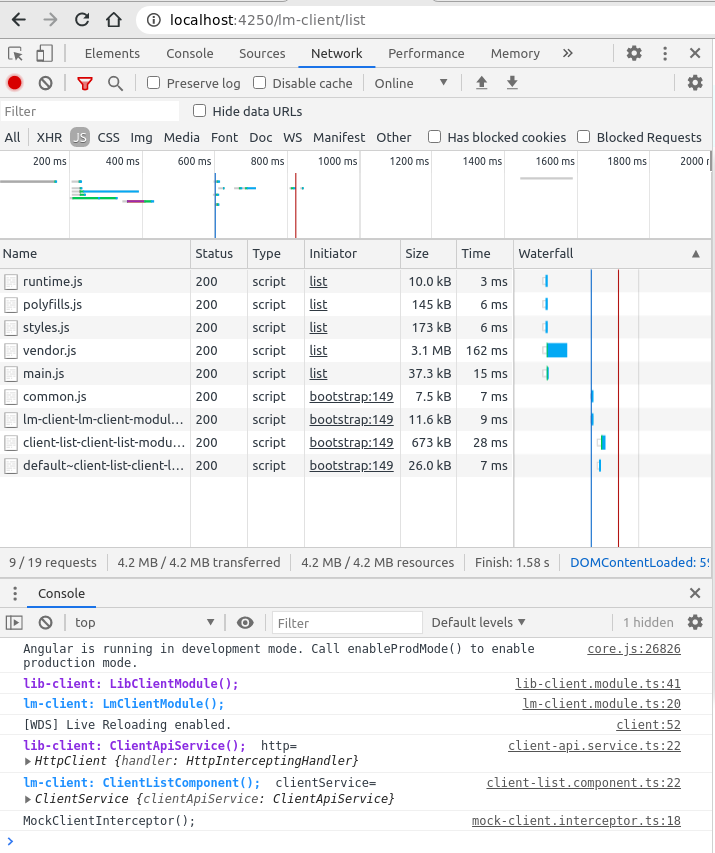 localhost:4250/lm-client/list
Elements Console Sources Network Performance Memory »
Preserve log Disable cache Online
Filter Hide data URLs
All XHR JS CSS Img Media Font Doc WS Manifest Other Has blocked cookies Blocked Requests
200 ms 400 ms 600 ms 800 ms 1000 ms 1200 ms 1400 ms 1600 ms 1800 ms 2000
Name Status Type Initiator Size Time Waterfall
runtime.js 200 script list 10.0 kB 3 ms
polyfills.js 200 script list 145 kB 6 ms
styles.js 200 script list 173 kB 6 ms
vendor.js 200 script list 3.1 MB 162 ms
main.js 200 script list 37.3 kB 15 ms
common.js 200 script bootstrap:149 7.5 kB 7 ms
lm-client-lm-client-modul... 200 script bootstrap:149 11.6 kB 9 ms
client-list-client-list-modu... 200 script bootstrap:149 673 kB 28 ms
default~client-list-client-l... 200 script bootstrap:149 26.0 kB 7 ms
9 / 19 requests 4.2 MB / 4.2 MB transferred 4.2 MB / 4.2 MB resources Finish: 1.58 s DOMContentLoaded:
Console
top Filter Default levels 1 hidden
Angular is running in development mode. Call enableProdMode() to enable core.js:26826
production mode.
lib-client: LibClientModule(); lib-client.module.ts:41
lm-client: LmClientModule(); lm-client.module.ts:20
[WDS] Live Reloading enabled. client:52
lib-client: ClientApiService(); http= client-api.service.ts:22
HttpClient {handler: HttpInterceptingHandler}
lm-client: ClientListComponent(); clientService= client-list.component.ts:22
ClientService {clientApiService: ClientApiService}
MockClientInterceptor(); mock-client.interceptor.ts:18